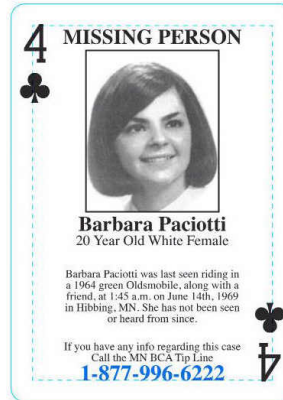 4
MISSING PERSON
Barbara Paciotti
20 Year Old White Female
Barbara Paciotti was last seen riding in
a 1964 green Oldsmobile, along with a
friend, at 1:45 a.m. on June 14th, 1969
in Hibbing, MN. She has not been seen
or heard from since.
If you have any info regarding this case
Call the MN BCA Tip Line
1-877-996-6222
4